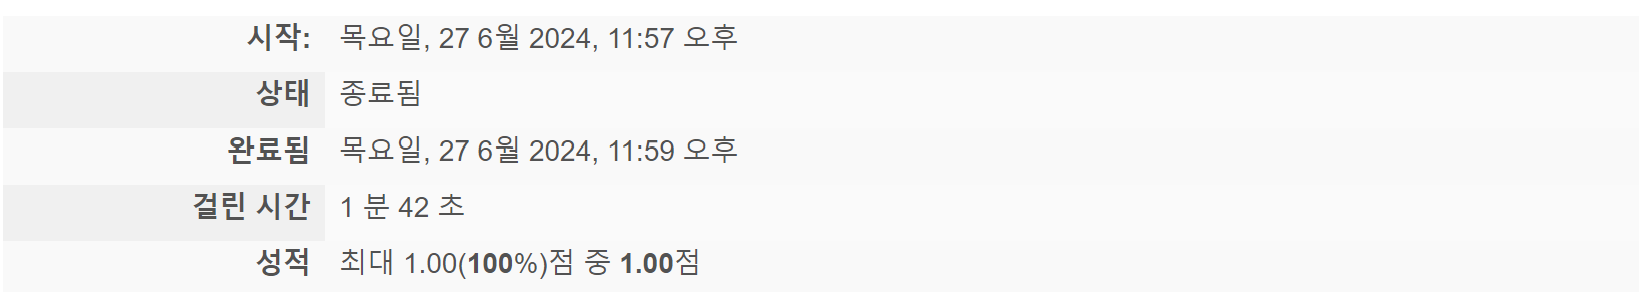 시작: 목요일, 27 6월 2024, 11:57 오후
상태 종료됨
완료됨 목요일, 27 6월 2024, 11:59 오후
걸린 시간 1 분 42 초
성적 최대 1.00(100%)점 중 1.00점